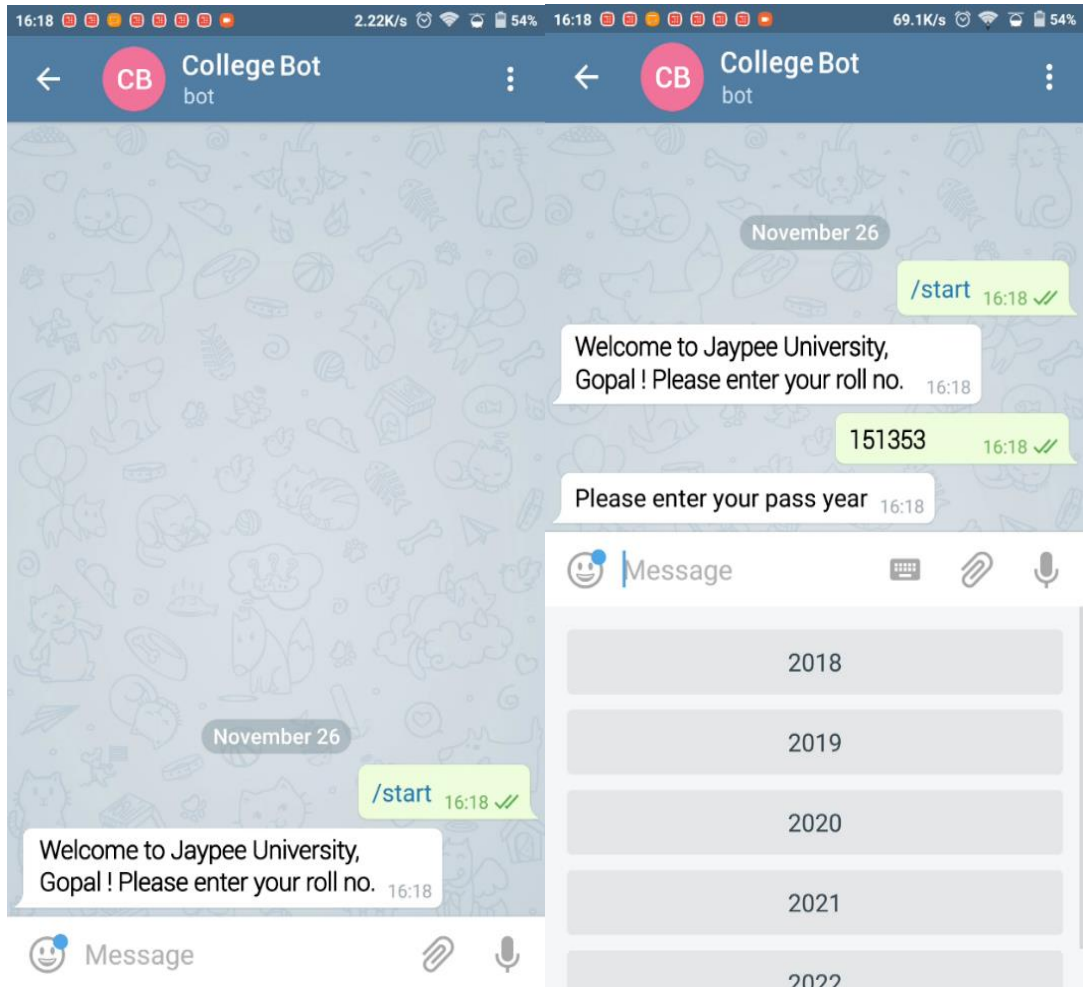 16:18
2.22K/s
54%
CB
College Bot
bot
November 26
/start 16:18
Welcome to Jaypee University,
Gopal ! Please enter your roll no. 16:18
Message
16:18
69.1K/s
54%
CB
College Bot
bot
November 26
/start 16:18
Welcome to Jaypee University,
Gopal ! Please enter your roll no. 16:18
151353 16:18
Please enter your pass year 16:18
Message
2018
2019
2020
2021
2022